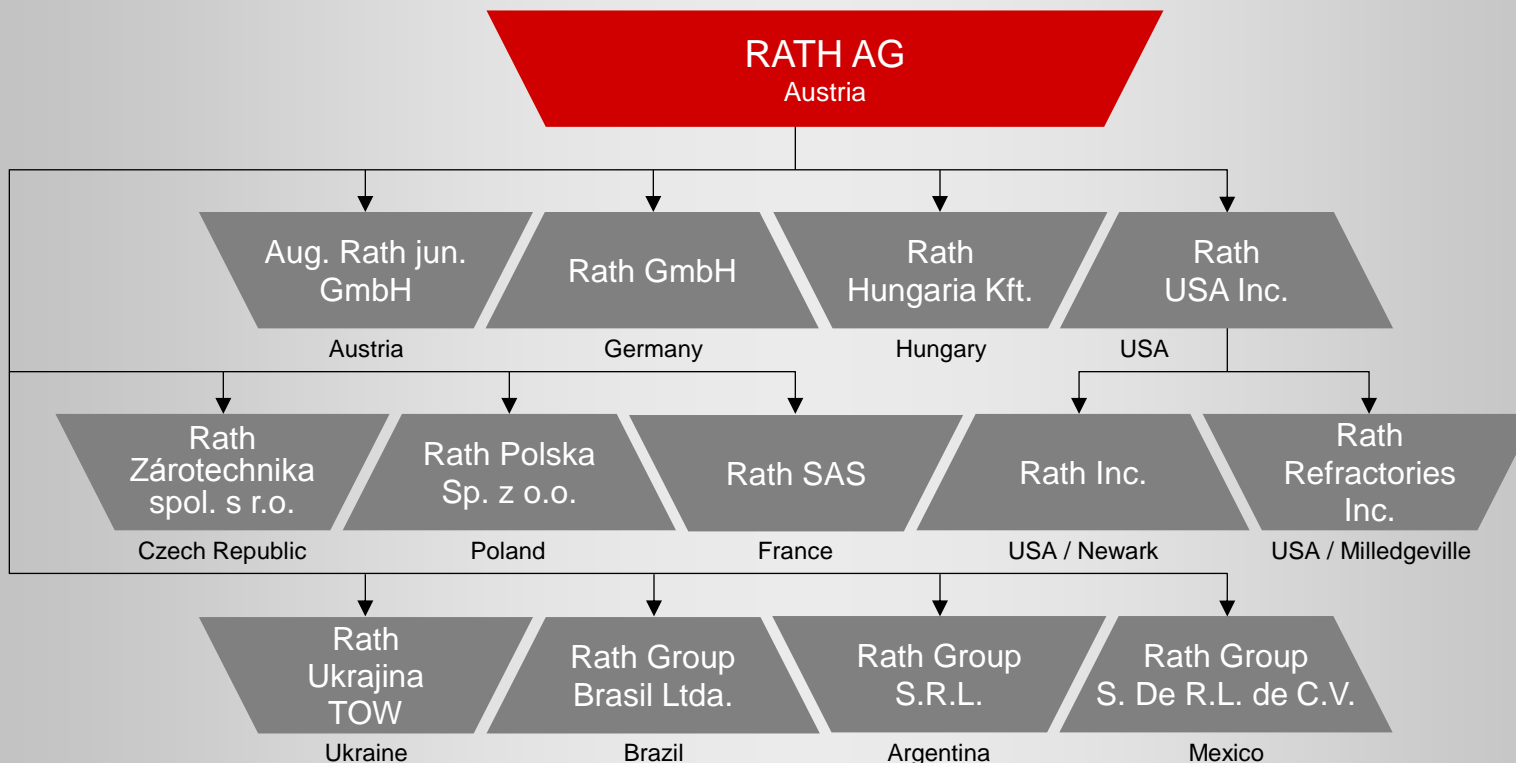 RATH AG
Austria
Aug. Rath jun.
GmbH
Rath GmbH
Rath
Hungaria Kft.
Rath
USA Inc.
Austria
Germany
Hungary
USA
Rath
Zárotechnika
spol. s r.o.
Rath Polska
Sp. z o.o.
Rath SAS
Rath Inc.
Rath
Refractories
Inc.
Czech Republic
Poland
France
USA / Newark
USA / Milledgeville
Rath
Ukrajina
TOW
Rath Group
Brasil Ltda.
Rath Group
S.R.L.
Rath Group
S. De R.L. de C.V.
Ukraine
Brazil
Argentina
Mexico